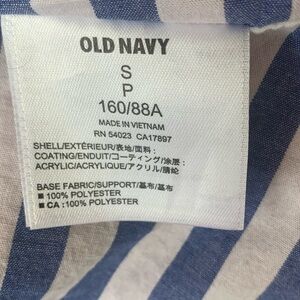 OLD NAVY
S
P
160/88A
MADE IN VIETNAM
RN 54023 CA17897
SHELL/EXTÉRIEUR/表地/面料:
COATING/ENDUIT/コーティング/涂层:
ACRYLIC/ACRYLIQUE/アクリル/腈纶
BASE FABRIC/SUPPORT/基布/基布
■ 100% POLYESTER
■ CA: 100% POLYESTER